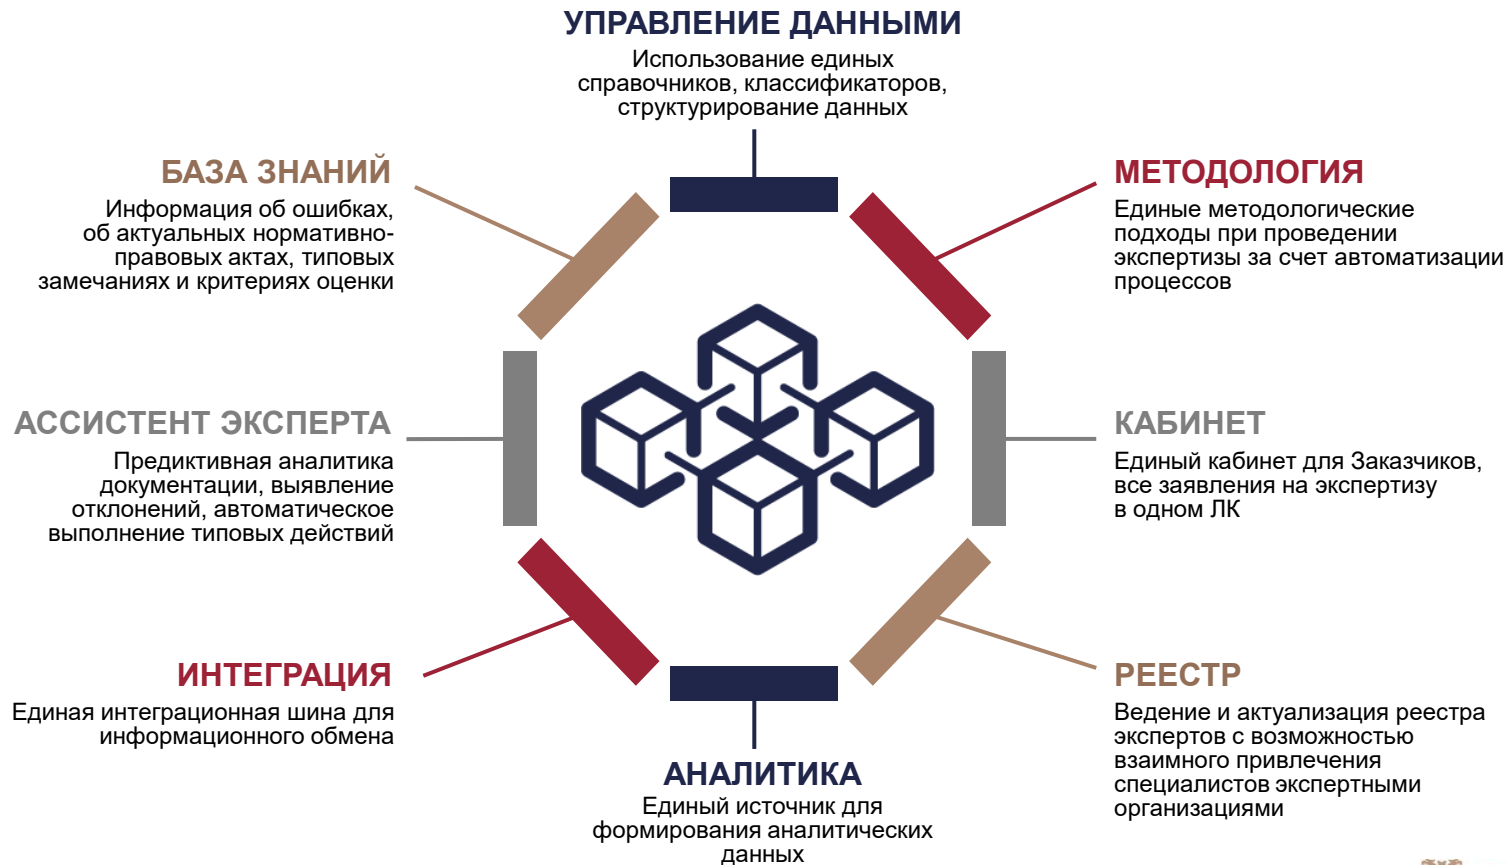 УПРАВЛЕНИЕ ДАННЫМИ
Использование единых
справочников, классификаторов,
структурирование данных
БАЗА ЗНАНИЙ
Информация об ошибках,
об актуальных нормативно-
правовых актах, типовых
замечаниях и критериях оценки
МЕТОДОЛОГИЯ
Единые методологические
подходы при проведении
экспертизы за счет автоматизации
процессов
АССИСТЕНТ ЭКСПЕРТА
Предиктивная аналитика
документации, выявление
отклонений, автоматическое
выполнение типовых действий
КАБИНЕТ
Единый кабинет для Заказчиков,
все заявления на экспертизу
в одном ЛК
ИНТЕГРАЦИЯ
Единая интеграционная шина для
информационного обмена
РЕЕСТР
Ведение и актуализация реестра
экспертов с возможностью
взаимного привлечения
специалистов экспертными
организациями
АНАЛИТИКА
Единый источник для
формирования аналитических
данных